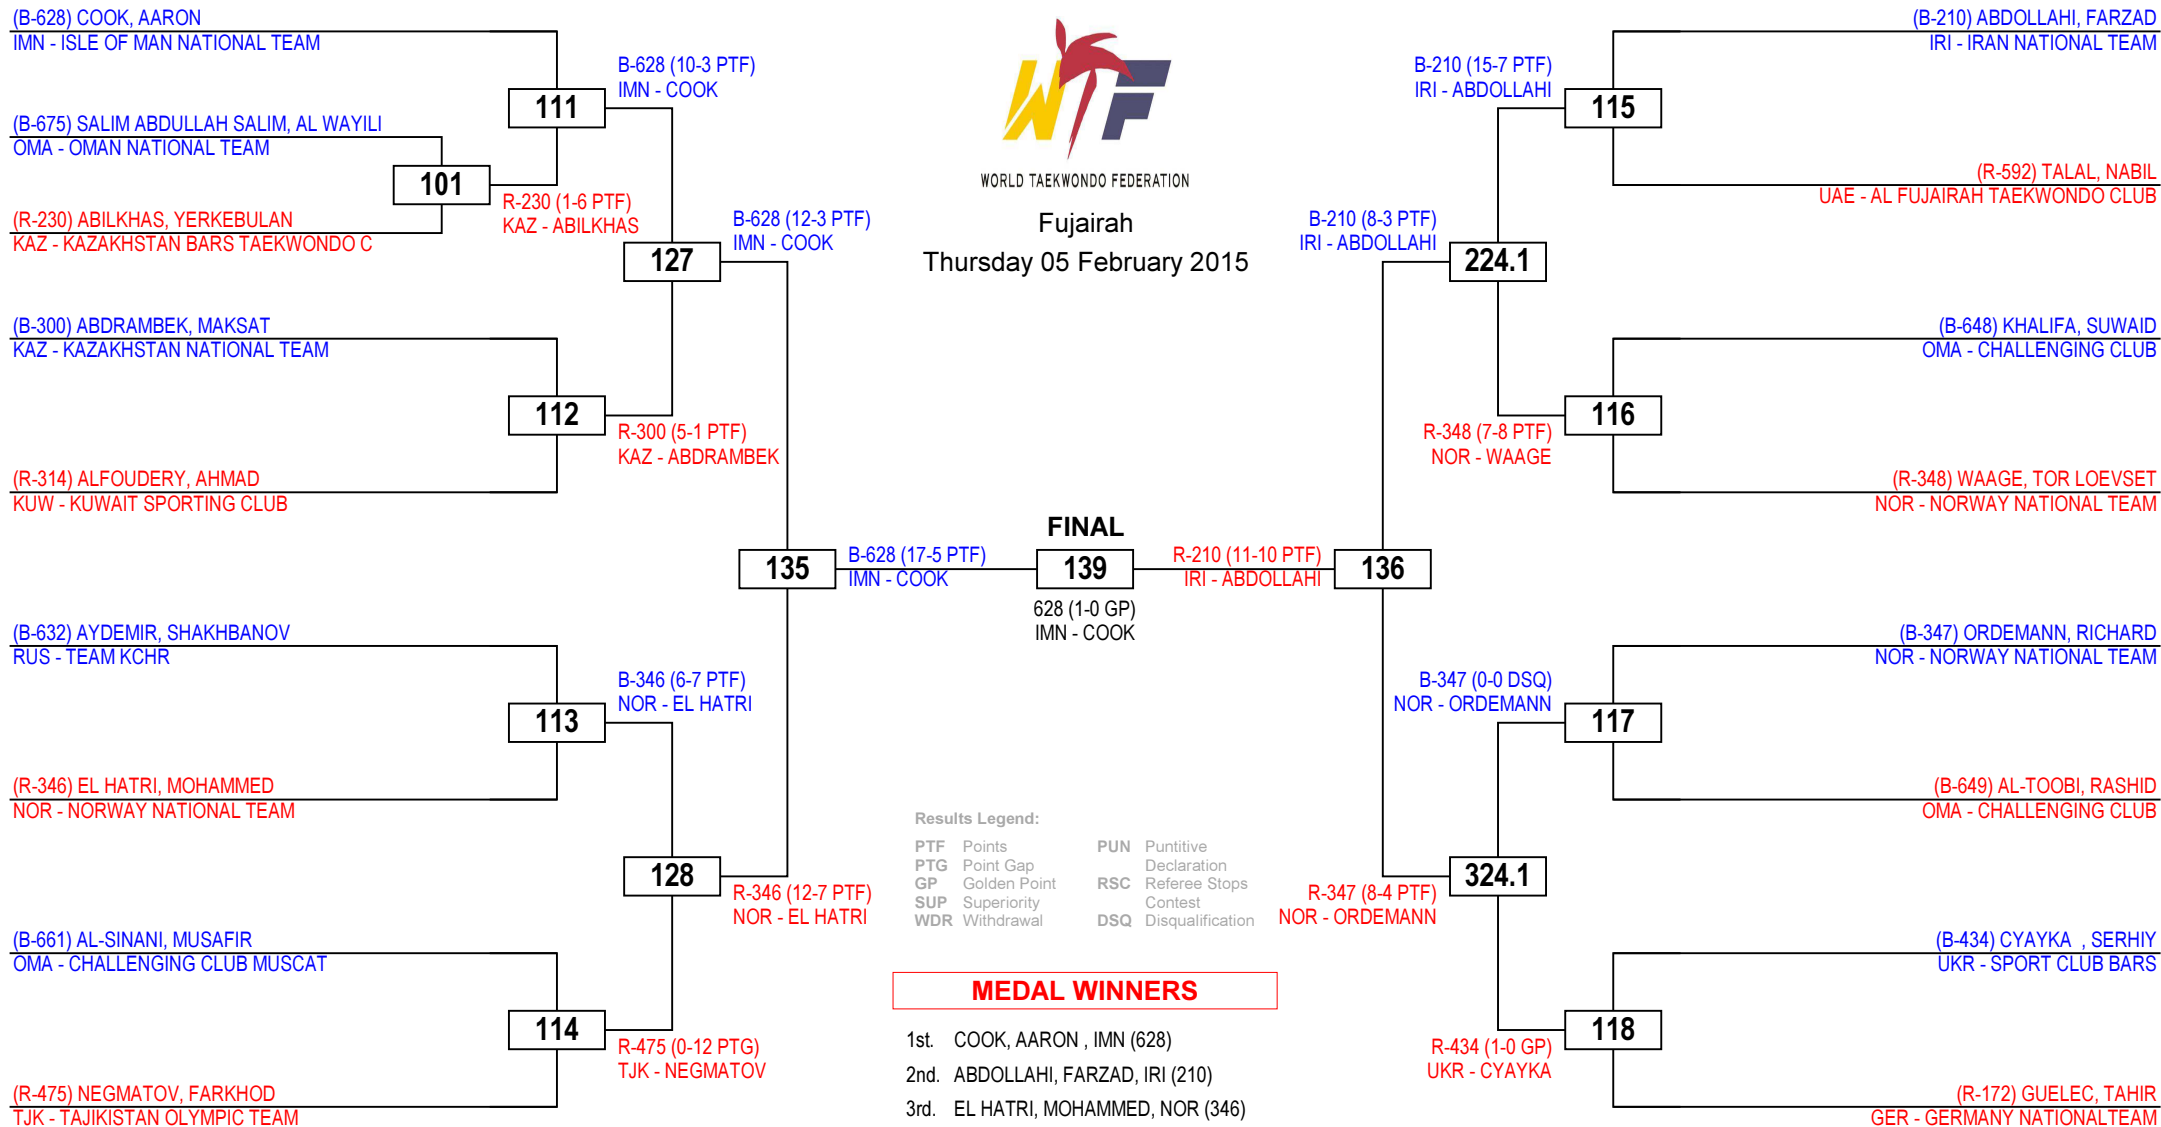 (B-628) COOK, AARON
IMN - ISLE OF MAN NATIONAL TEAM
(B-675) SALIM ABDULLAH SALIM, AL WAYILI
OMA - OMAN NATIONAL TEAM
(R-230) ABILKHAS, YERKEBULAN
KAZ - KAZAKHSTAN BARS TAEKWONDO C
(B-300) ABDRAMBEK, MAKSAT
KAZ - KAZAKHSTAN NATIONAL TEAM
(R-314) ALFOUDERY, AHMAD
KUW - KUWAIT SPORTING CLUB
(B-632) AYDEMIR, SHAKHBANOV
RUS - TEAM KCHR
(R-346) EL HATRI, MOHAMMED
NOR - NORWAY NATIONAL TEAM
(B-661) AL-SINANI, MUSAFIR
OMA - CHALLENGING CLUB MUSCAT
(R-475) NEGMATOV, FARKHOD
TJK - TAJIKISTAN OLYMPIC TEAM
101
R-230 (1-6 PTF)
KAZ - ABILKHAS
111
B-628 (10-3 PTF)
IMN - COOK
112
R-300 (5-1 PTF)
KAZ - ABDRAMBEK
113
B-346 (6-7 PTF)
NOR - EL HATRI
114
R-475 (0-12 PTG)
TJK - NEGMATOV
127
B-628 (12-3 PTF)
IMN - COOK
128
R-346 (12-7 PTF)
NOR - EL HATRI
135
B-628 (17-5 PTF)
IMN - COOK
WTF
WORLD TAEKWONDO FEDERATION
Fujairah
Thursday 05 February 2015
FINAL
139
628 (1-0 GP)
IMN - COOK
R-210 (11-10 PTF)
IRI - ABDOLLAHI
136
B-210 (8-3 PTF)
IRI - ABDOLLAHI
224.1
R-347 (8-4 PTF)
NOR - ORDEMANN
324.1
B-210 (15-7 PTF)
IRI - ABDOLLAHI
115
R-348 (7-8 PTF)
NOR - WAAGE
116
B-347 (0-0 DSQ)
NOR - ORDEMANN
117
R-434 (1-0 GP)
UKR - CYAYKA
118
(B-210) ABDOLLAHI, FARZAD
IRI - IRAN NATIONAL TEAM
(R-592) TALAL, NABIL
UAE - AL FUJAIRAH TAEKWONDO CLUB
(B-648) KHALIFA, SUWAID
OMA - CHALLENGING CLUB
(R-348) WAAGE, TOR LOEVSET
NOR - NORWAY NATIONAL TEAM
(B-347) ORDEMANN, RICHARD
NOR - NORWAY NATIONAL TEAM
(B-649) AL-TOOBI, RASHID
OMA - CHALLENGING CLUB
(B-434) CYAYKA , SERHIY
UKR - SPORT CLUB BARS
(R-172) GUELEC, TAHIR
GER - GERMANY NATIONALTEAM
Results Legend:
PTF Points
PTG Point Gap
GP Golden Point
SUP Superiority
WDR Withdrawal
PUN Puntitive
Declaration
RSC Referee Stops
Contest
DSQ Disqualification
MEDAL WINNERS
1st. COOK, AARON , IMN (628)
2nd. ABDOLLAHI, FARZAD, IRI (210)
3rd. EL HATRI, MOHAMMED, NOR (346)